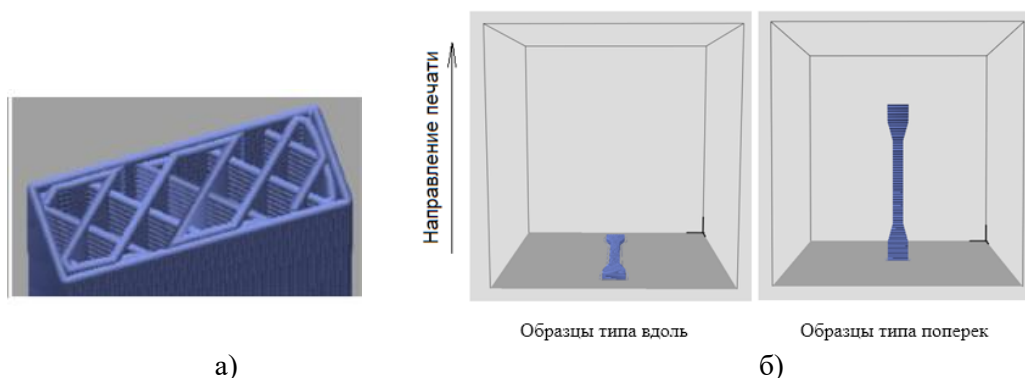 Направление печати
Образцы типа вдоль
Образцы типа поперек
а)
б)